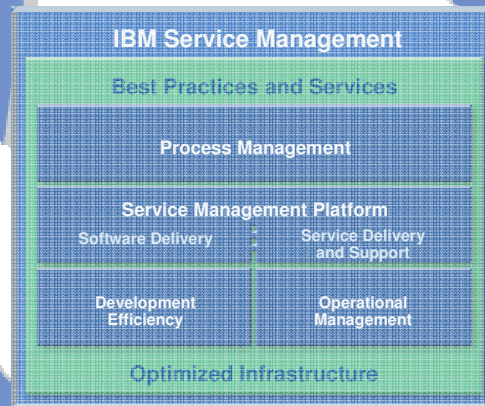 IBM Service Management
Best Practices and Services
Process Management
Service Management Platform
Software Delivery
Service Delivery
and Support
Development
Efficiency
Operational
Management
Optimized Infrastructure